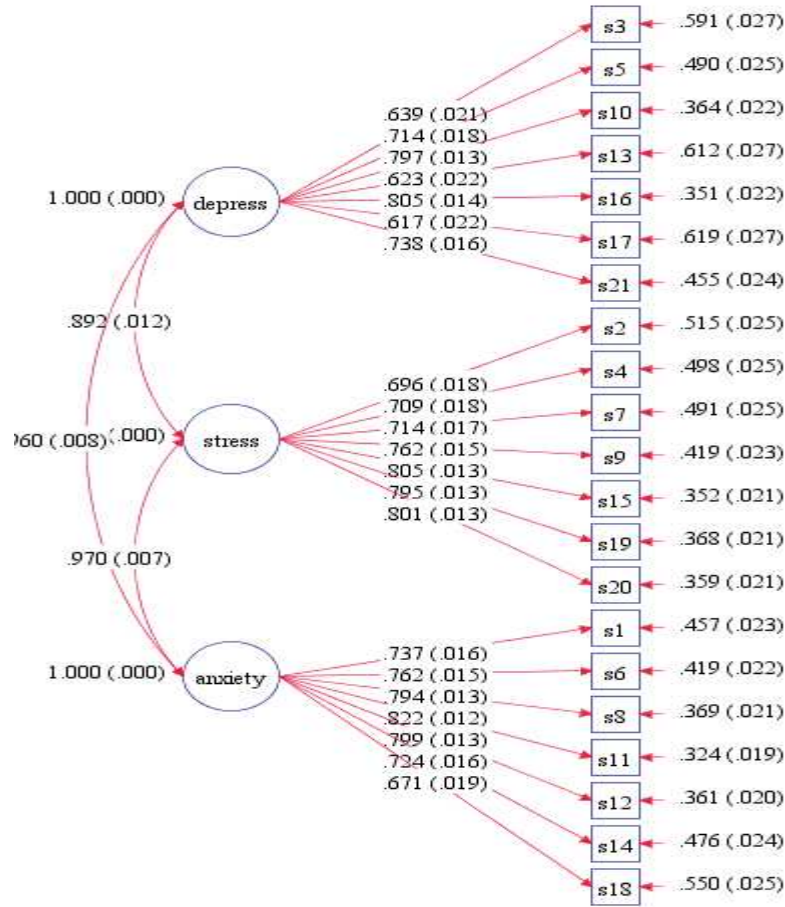 s3 .591 (.027)
s5 .490 (.025)
.639 (.021) s10 .364 (.022)
.714 (.018)
.797 (.013) s13 .612 (.027)
.623 (.022)
1.000 (.000) depress .805 (.014) s16 .351 (.022)
.617 (.022) s17 .619 (.027)
.738 (.016)
s21 .455 (.024)
.892 (.012) s2 .515 (.025)
.696 (.018) s4 .498 (.025)
.709 (.018)
.714 (.017) s7 .491 (.025)
960 (.008) (.000) stress .762 (.015) s9 .419 (.023)
.805 (.013)
.795 (.013) s15 .352 (.021)
.801 (.013)
s19 .368 (.021)
.970 (.007)
s20 .359 (.021)
s1 .457 (.023)
.737 (.016)
1.000 (.000) anxiety .762 (.015) s6 .419 (.022)
.794 (.013)
.822 (.012) s8 .369 (.021)
.799 (.013)
.724 (.016) s11 .324 (.019)
.671 (.019)
s12 .361 (.020)
s14 .476 (.024)
s18 .550 (.025)